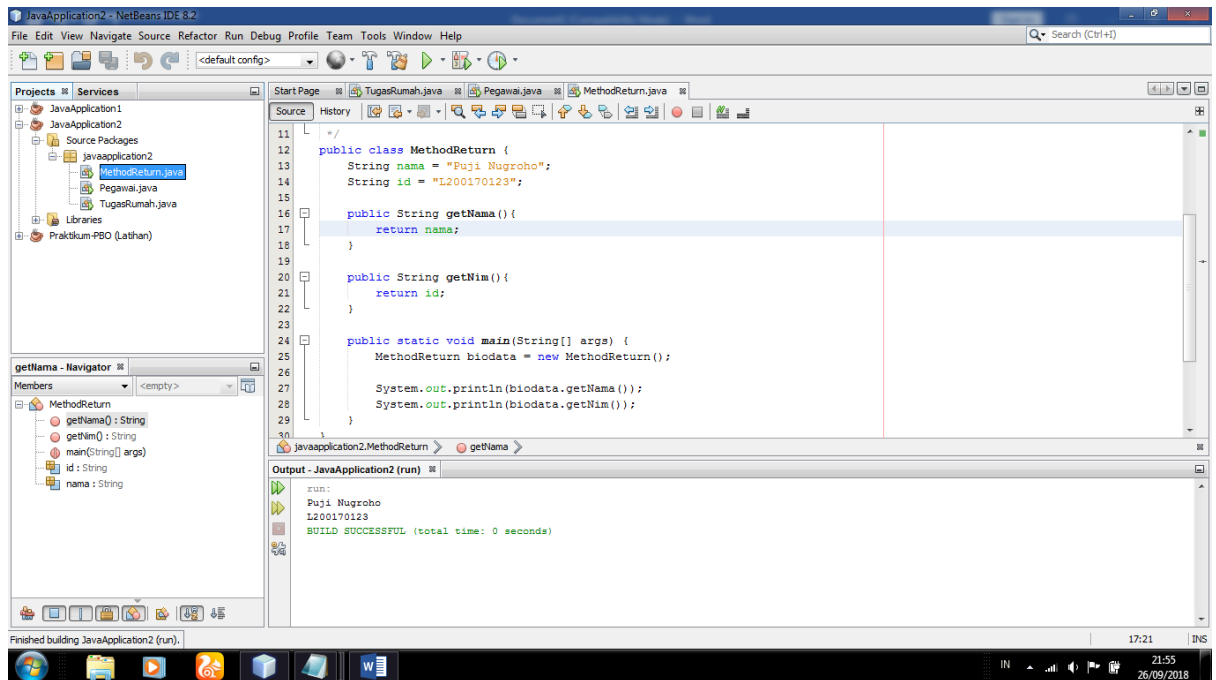 JavaApplication2 - NetBeans IDE 8.2
File Edit View Navigate Source Refactor Run Debug Profile Team Tools Window Help
Search (Ctrl+I)
<default config>
Projects Services
Start Page TugasRumah.java Pegawai.java MethodReturn.java
JavaApplication1
JavaApplication2
Source Packages
javaapplication2
MethodReturn.java
Pegawai.java
TugasRumah.java
Libraries
Praktikum-PBO (Latihan)
Source History
11 */
12 public class MethodReturn {
13 String nama = "Puji Nugroho";
14 String id = "L200170123";
15
16 public String getNama(){
17 return nama;
18 }
19
20 public String getNim(){
21 return id;
22 }
23
24 public static void main(String[] args) {
25 MethodReturn biodata = new MethodReturn();
26
27 System.out.println(biodata.getNama());
28 System.out.println(biodata.getNim());
29 }
30 }
javaapplication2.MethodReturn getNama
getNama - Navigator
Members <empty>
MethodReturn
getNama() : String
getNim() : String
main(String[] args)
id : String
nama : String
Output - JavaApplication2 (run)
run:
Puji Nugroho
L200170123
BUILD SUCCESSFUL (total time: 0 seconds)
Finished building JavaApplication2 (run).
17:21 INS
IN
21:55
26/09/2018